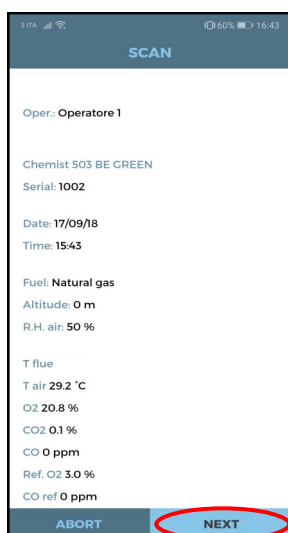 3 ITA 60% 16:43
SCAN
Oper.: Operatore 1
Chemist 503 BE GREEN
Serial: 1002
Date: 17/09/18
Time: 15:43
Fuel: Natural gas
Altitude: 0 m
R.H. air: 50 %
T flue
T air 29.2 °C
O2 20.8 %
CO2 0.1 %
CO 0 ppm
Ref. O2 3.0 %
CO ref 0 ppm
ABORT NEXT